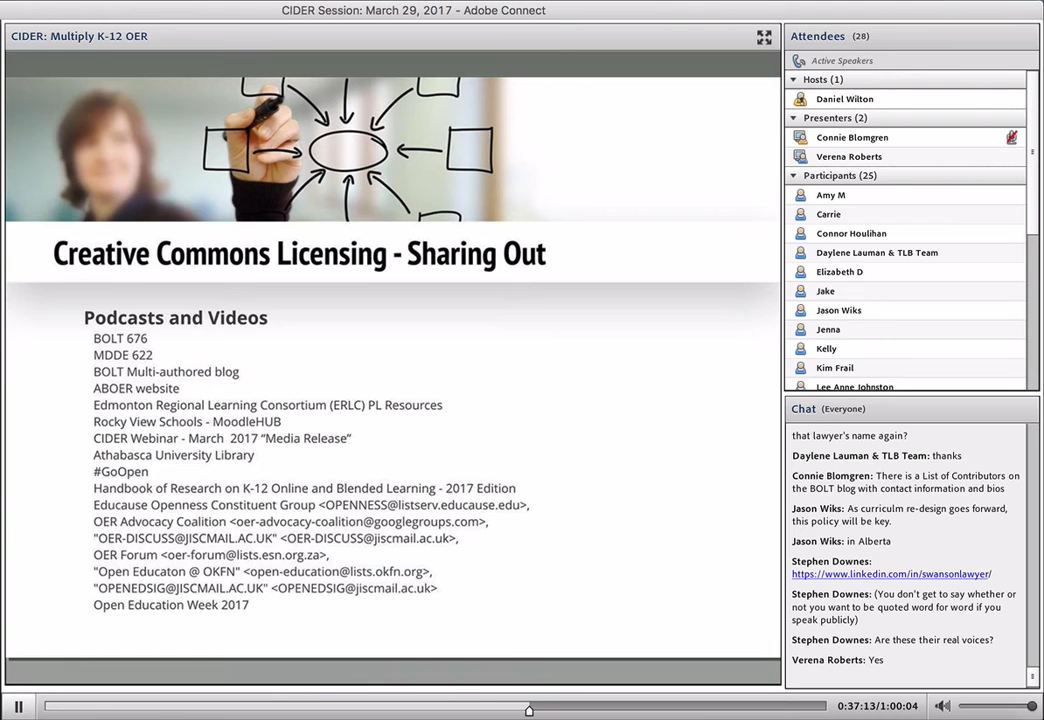 CIDER Session: March 29, 2017 - Adobe Connect
CIDER: Multiply K-12 OER
Creative Commons Licensing - Sharing Out
Podcasts and Videos
BOLT 676
MDDE 622
BOLT Multi-authored blog
ABOER website
Edmonton Regional Learning Consortium (ERLC) PL Resources
Rocky View Schools - MoodleHUB
CIDER Webinar - March 2017 “Media Release”
Athabasca University Library
#GoOpen
Handbook of Research on K-12 Online and Blended Learning - 2017 Edition
Educause Openness Constituent Group <OPENNESS@listserv.educause.edu>,
OER Advocacy Coalition <oer-advocacy-coalition@googlegroups.com>,
"OER-DISCUSS@JISCMAIL.AC.UK" <OER-DISCUSS@jiscmail.ac.uk>,
OER Forum <oer-forum@lists.esn.org.za>,
"Open Educaton @ OKFN" <open-education@lists.okfn.org>,
"OPENEDSIG@JISCMAIL.AC.UK" <OPENEDSIG@jiscmail.ac.uk>
Open Education Week 2017
Attendees (28)
Active Speakers
Hosts (1)
Daniel Wilton
Presenters (2)
Connie Blomgren
Verena Roberts
Participants (25)
Amy M
Carrie
Connor Houlihan
Daylene Lauman & TLB Team
Elizabeth D
Jake
Jason Wiks
Jenna
Kelly
Kim Frail
Lee Anne Johnston
Chat (Everyone)
that lawyer's name again?
Daylene Lauman & TLB Team: thanks
Connie Blomgren: There is a List of Contributors on
the BOLT blog with contact information and bios
Jason Wiks: As curriculm re-design goes forward,
this policy will be key.
Jason Wiks: in Alberta
Stephen Downes:
https://www.linkedin.com/in/swansonlawyer/
Stephen Downes: (You don't get to say whether or
not you want to be quoted word for word if you
speak publicly)
Stephen Downes: Are these their real voices?
Verena Roberts: Yes
0:37:13/1:00:04